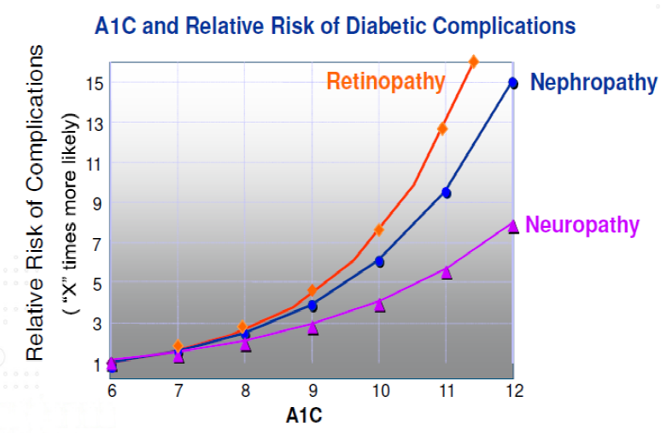 A1C and Relative Risk of Diabetic Complications
Relative Risk of Complications
( “X” times more likely)
15
13
11
9
7
5
3
1
Retinopathy
Nephropathy
Neuropathy
6 7 8 9 10 11 12
A1C